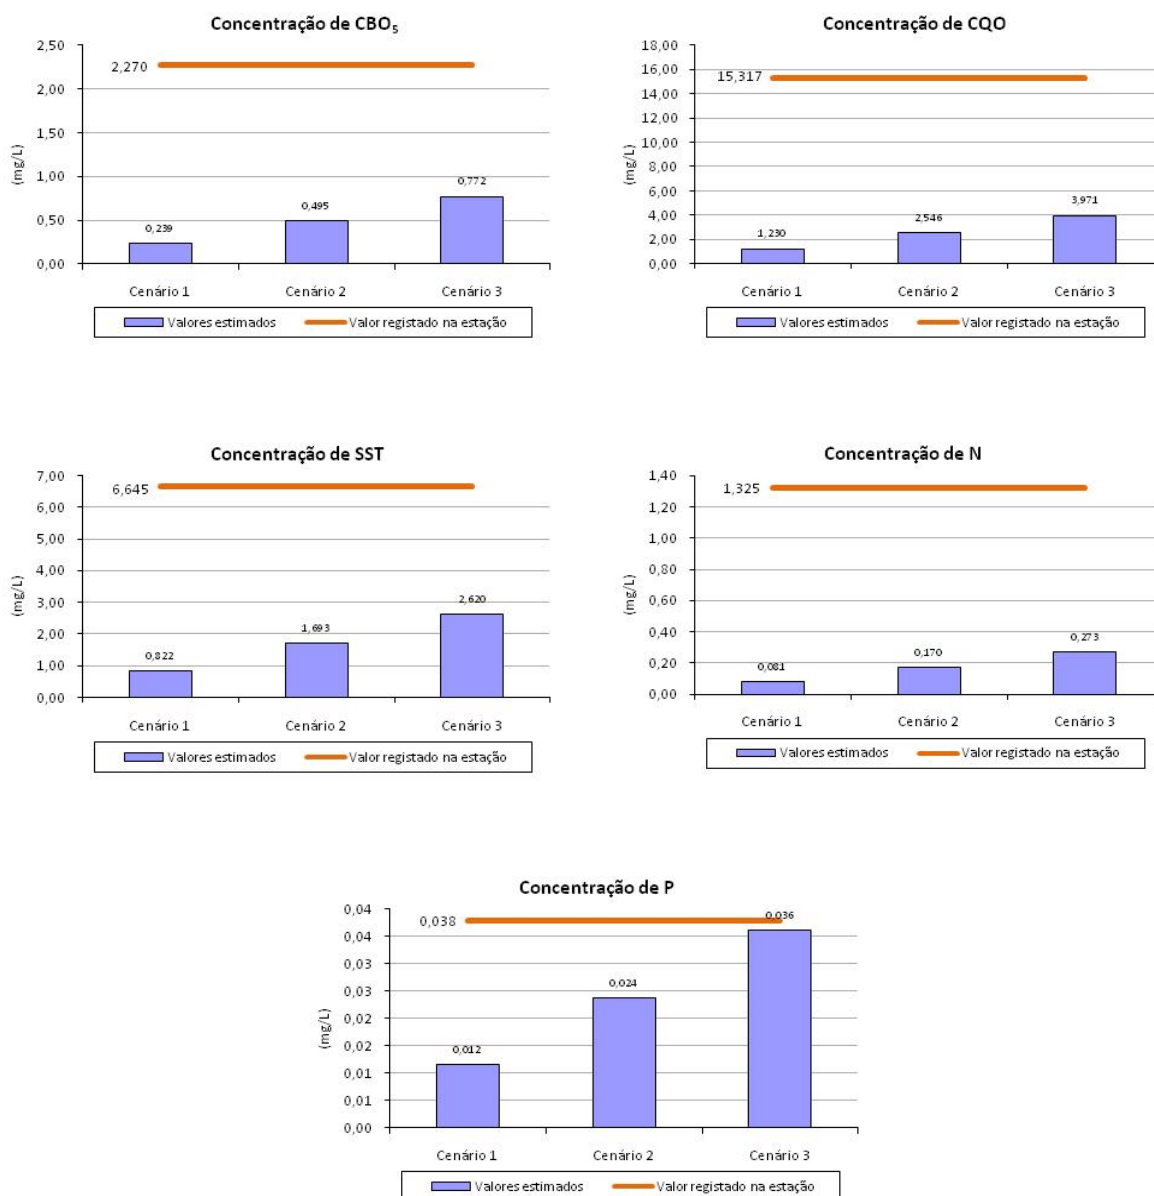 Concentração de CBO₅
2,50
2,00
1,50
1,00
0,50
0,00
(mg/L)
2,270
0,239
0,495
0,772
Cenário 1
Cenário 2
Cenário 3
Valores estimados
Valor registado na estação
Concentração de CQO
18,00
16,00
14,00
12,00
10,00
8,00
6,00
4,00
2,00
0,00
(mg/L)
15,317
1,230
2,546
3,971
Cenário 1
Cenário 2
Cenário 3
Valores estimados
Valor registado na estação
Concentração de SST
7,00
6,00
5,00
4,00
3,00
2,00
1,00
0,00
(mg/L)
6,645
0,822
1,693
2,620
Cenário 1
Cenário 2
Cenário 3
Valores estimados
Valor registado na estação
Concentração de N
1,40
1,20
1,00
0,80
0,60
0,40
0,20
0,00
(mg/L)
1,325
0,081
0,170
0,273
Cenário 1
Cenário 2
Cenário 3
Valores estimados
Valor registado na estação
Concentração de P
0,04
0,04
0,03
0,03
0,02
0,02
0,01
0,01
0,00
(mg/L)
0,038
0,012
0,024
0,036
Cenário 1
Cenário 2
Cenário 3
Valores estimados
Valor registado na estação